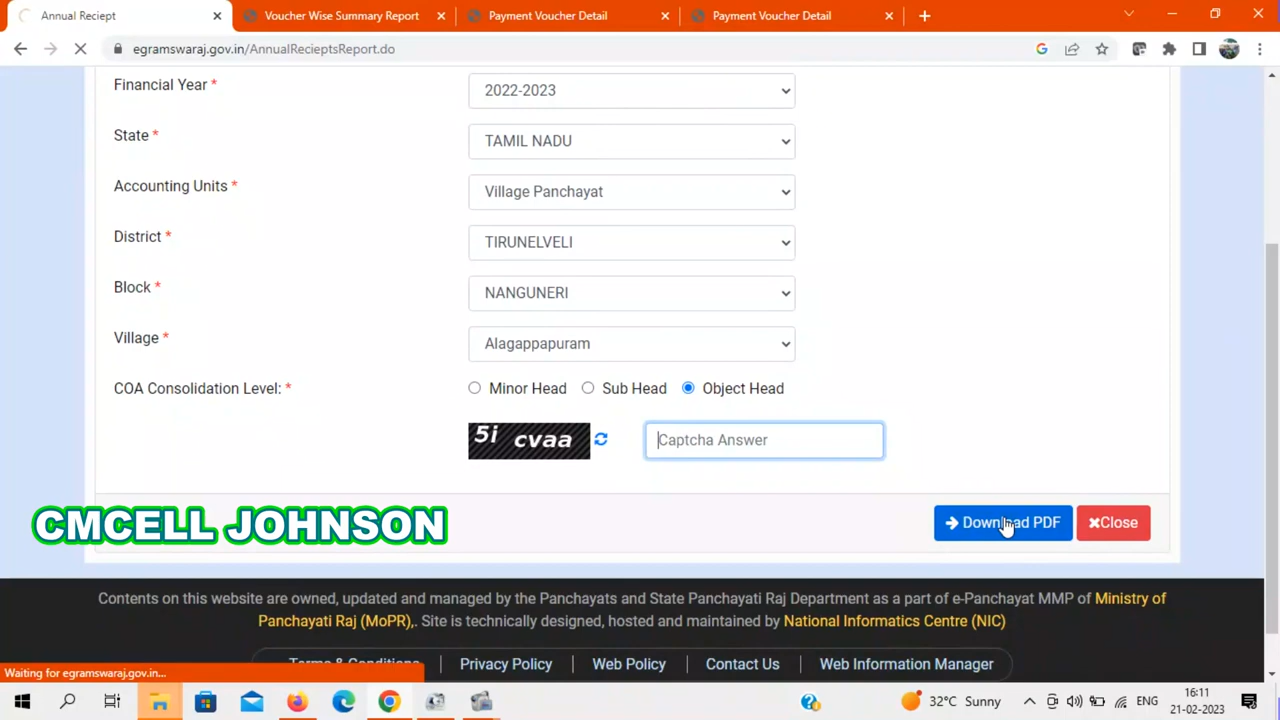 Annual Reciept
Voucher Wise Summary Report
Payment Voucher Detail
Payment Voucher Detail
egramswaraj.gov.in/AnnualRecieptsReport.do
Financial Year *
2022-2023
State *
TAMIL NADU
Accounting Units *
Village Panchayat
District *
TIRUNELVELI
Block *
NANGUNERI
Village *
Alagappapuram
COA Consolidation Level: *
Minor Head Sub Head Object Head
5i cvaa
Captcha Answer
CMCELL JOHNSON
Download PDF
Close
Contents on this website are owned, updated and managed by the Panchayats and State Panchayati Raj Department as a part of e-Panchayat MMP of Ministry of
Panchayati Raj (MoPR),. Site is technically designed, hosted and maintained by National Informatics Centre (NIC)
Terms & Conditions | Privacy Policy | Web Policy | Contact Us | Web Information Manager
Waiting for egramswaraj.gov.in...
32°C Sunny
ENG
16:11
21-02-2023